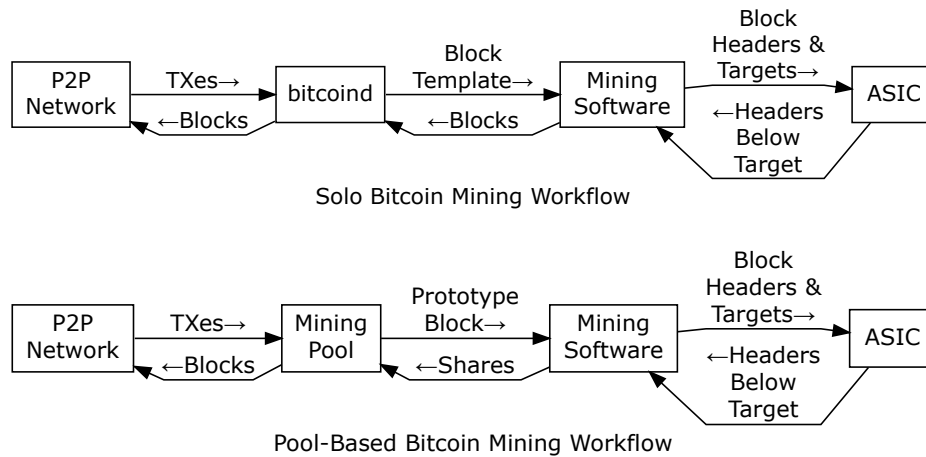 P2P
Network
TXes→
←Blocks
bitcoind
Block
Template→
←Blocks
Mining
Software
Block
Headers &
Targets→
←Headers
Below
Target
ASIC
Solo Bitcoin Mining Workflow
P2P
Network
TXes→
←Blocks
Mining
Pool
Prototype
Block→
←Shares
Mining
Software
Block
Headers &
Targets→
←Headers
Below
Target
ASIC
Pool-Based Bitcoin Mining Workflow